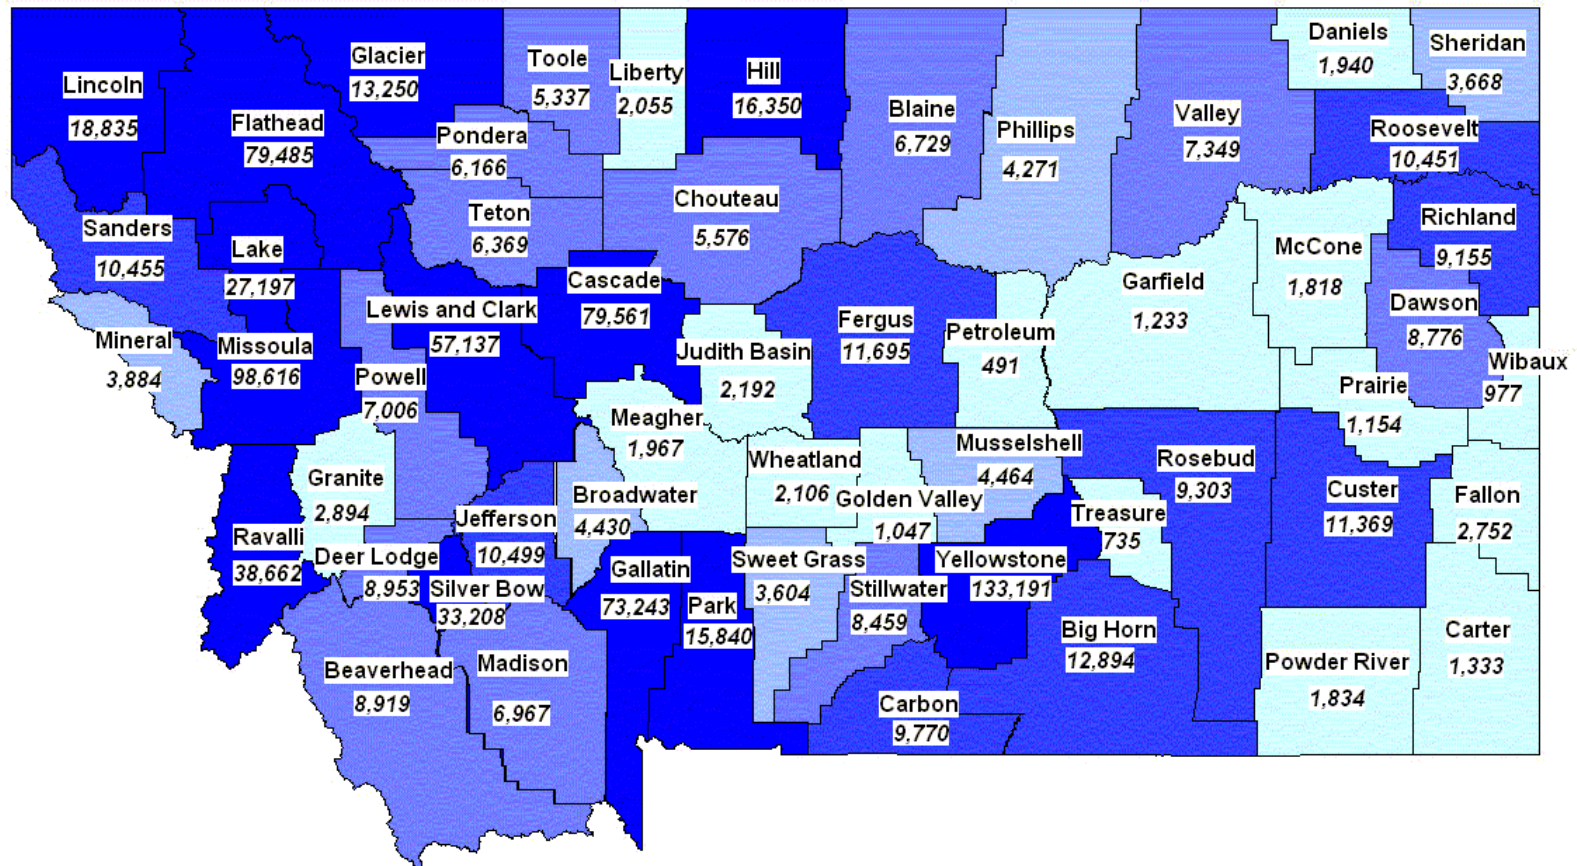 Lincoln
18,835
Flathead
79,485
Glacier
13,250
Toole
5,337
Liberty
2,055
Hill
16,350
Blaine
6,729
Phillips
4,271
Valley
7,349
Daniels
1,940
Sheridan
3,668
Roosevelt
10,451
Pondera
6,166
Teton
6,369
Chouteau
5,576
Sanders
10,455
Lake
27,197
Richland
9,155
McCone
1,818
Garfield
1,233
Dawson
8,776
Wibaux
977
Prairie
1,154
Mineral
3,884
Missoula
98,616
Powell
7,006
Lewis and Clark
57,137
Cascade
79,561
Judith Basin
2,192
Fergus
11,695
Petroleum
491
Meagher
1,967
Wheatland
2,106
Golden Valley
1,047
Musselshell
4,464
Rosebud
9,303
Treasure
735
Custer
11,369
Fallon
2,752
Granite
2,894
Ravalli
38,662
Deer Lodge
8,953
Silver Bow
33,208
Jefferson
10,499
Broadwater
4,430
Gallatin
73,243
Park
15,840
Sweet Grass
3,604
Stillwater
8,459
Yellowstone
133,191
Big Horn
12,894
Carbon
9,770
Powder River
1,834
Carter
1,333
Beaverhead
8,919
Madison
6,967